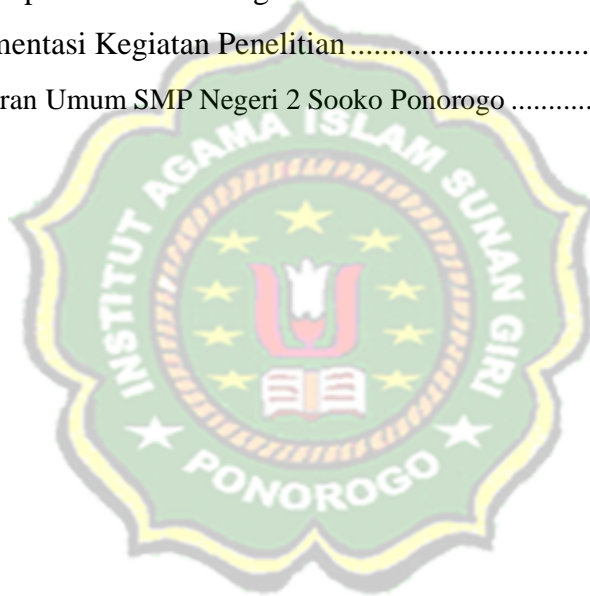 mentasi Kegiatan Penelitian .................................
ran Umum SMP Negeri 2 Sooko Ponorogo ............
INSTITUT AGAMA ISLAM SUNAN GIRI
PONOROGO